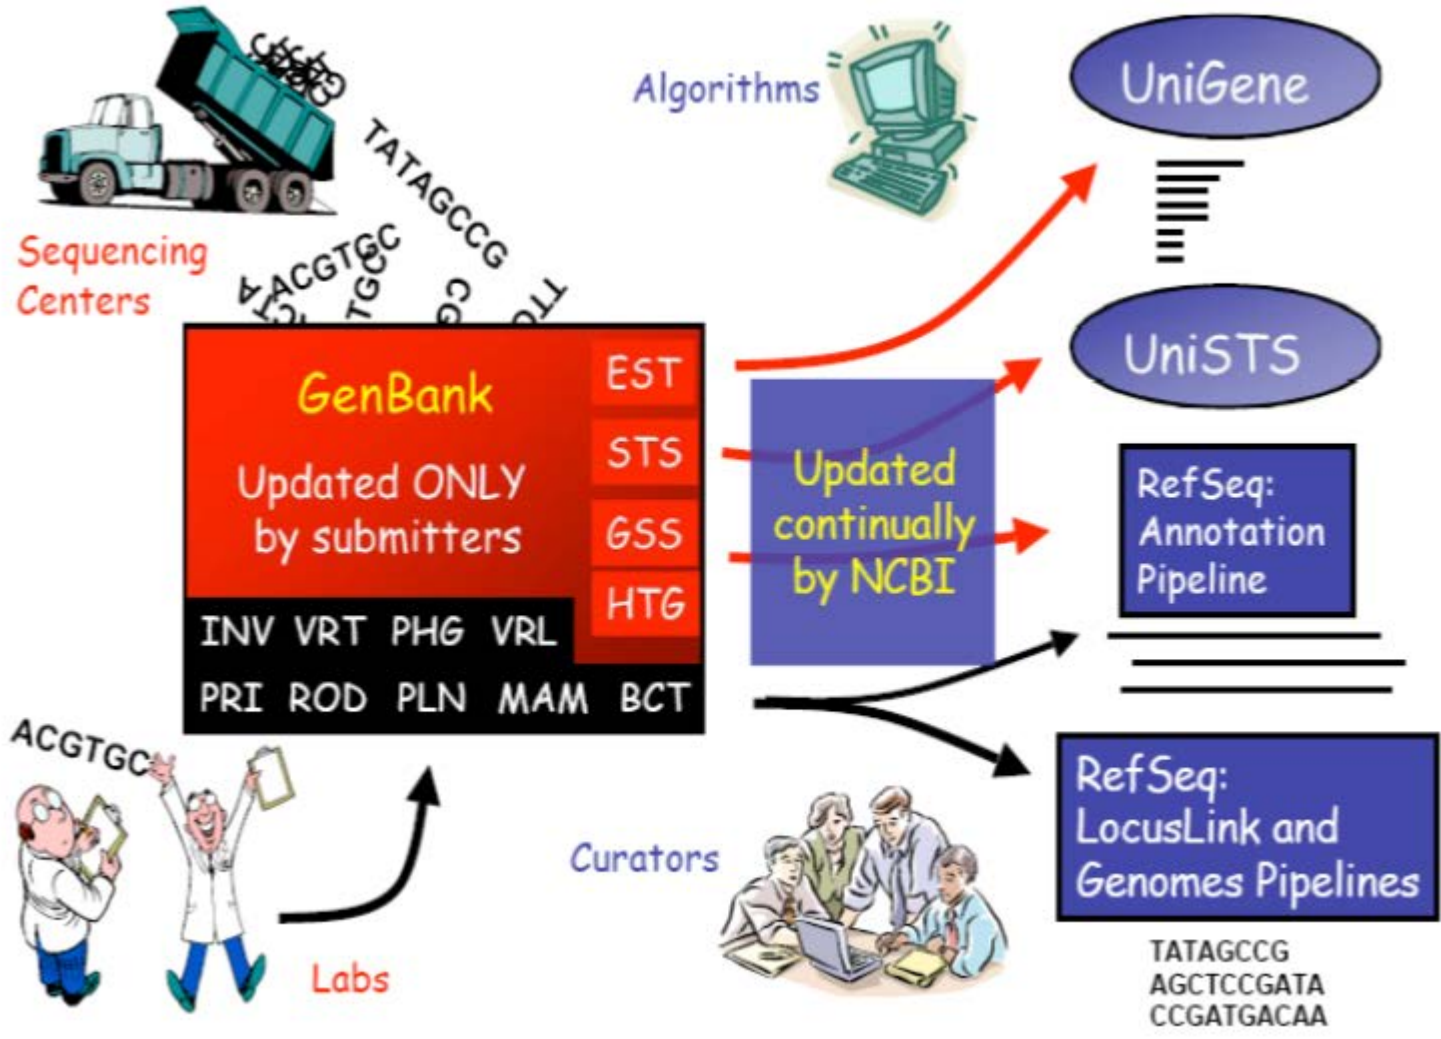 Algorithms
UniGene
TATAGCCG
Sequencing
Centers
ACGTGC
UniSTS
GenBank
EST
Updated ONLY
by submitters
STS
GSS
HTG
Updated
continually
by NCBI
RefSeq:
Annotation
Pipeline
INV VRT PHG VRL
PRI ROD PLN MAM BCT
ACGTGC
RefSeq:
LocusLink and
Genomes Pipelines
Curators
Labs
TATAGCCG
AGCTCCGATA
CCGATGACAA